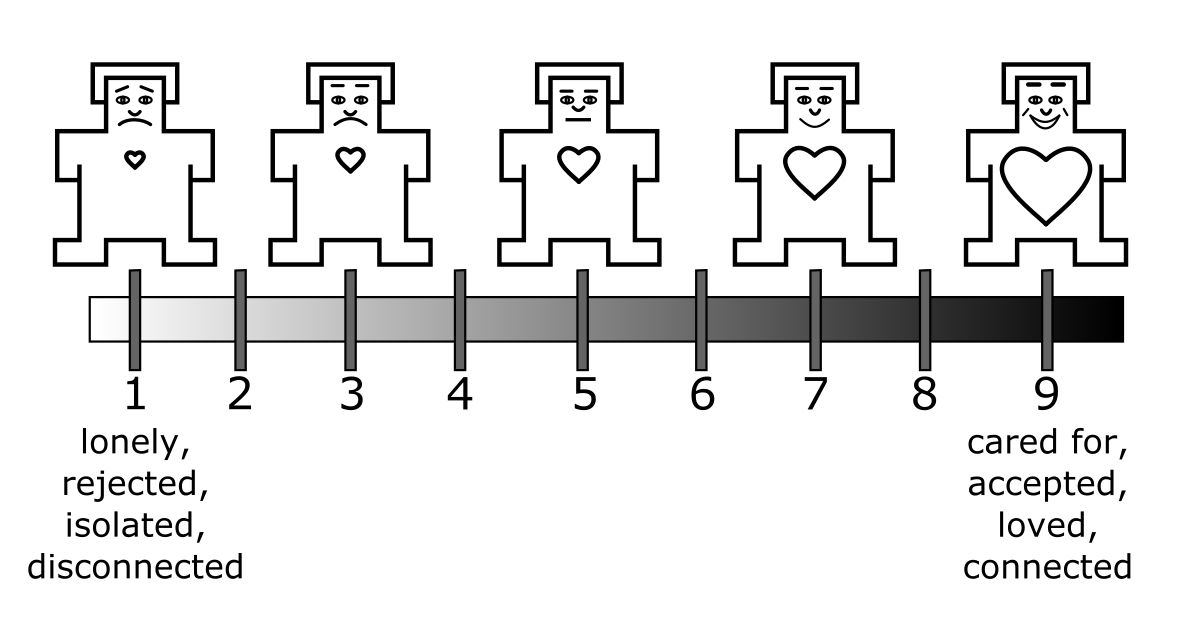 1 2 3 4 5 6 7 8 9
lonely,
rejected,
isolated,
disconnected
cared for,
accepted,
loved,
connected